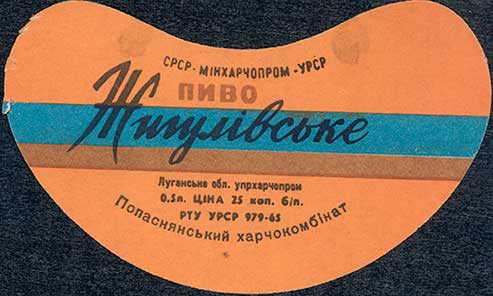 СРСР-МІНХАРЧОПРОМ-УРСР
ПИВО
Жигулівське
Луганське обл. упрхарчопром
0,5л. ЦІНА 25 коп. б/п.
РТУ УРСР 979-65
Попаснянський харчокомбінат